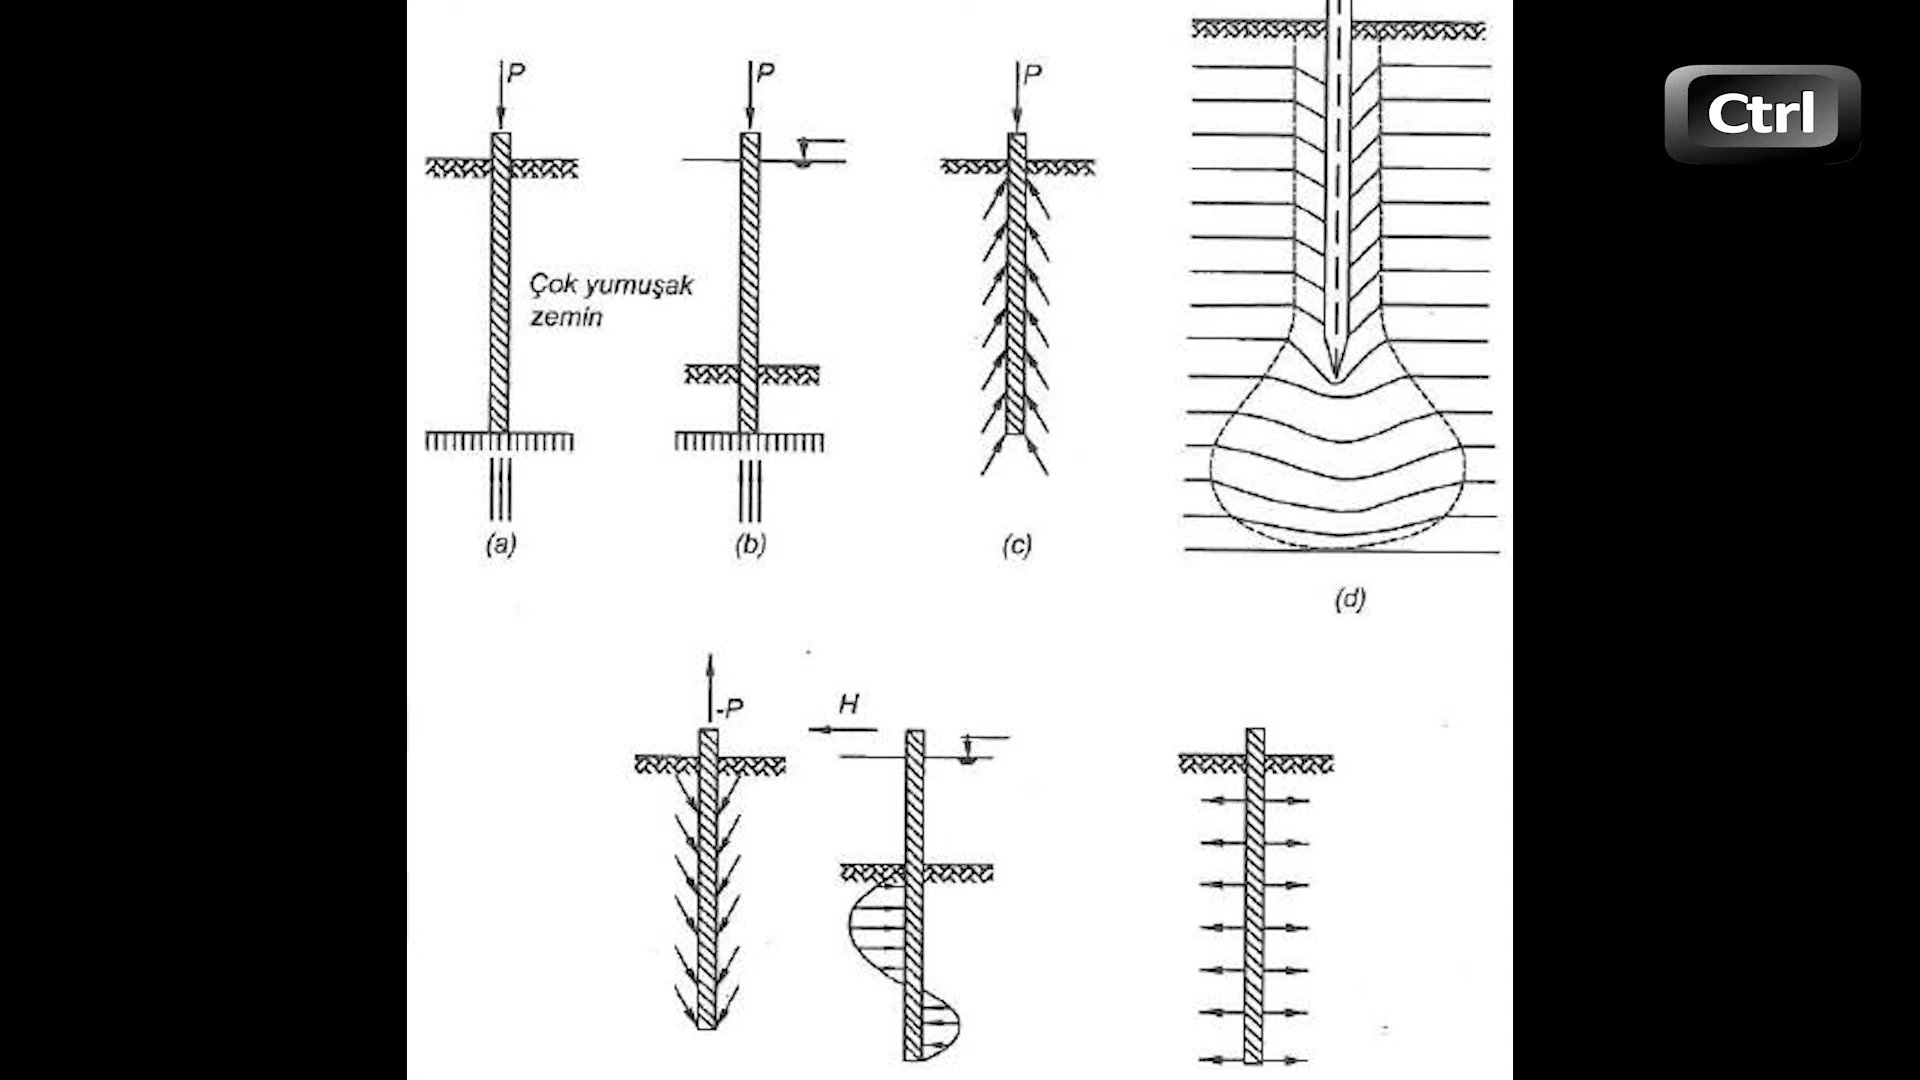 P
P
P
Ctrl
Çok yumuşak
zemin
(a)
(b)
(c)
(d)
-P
H